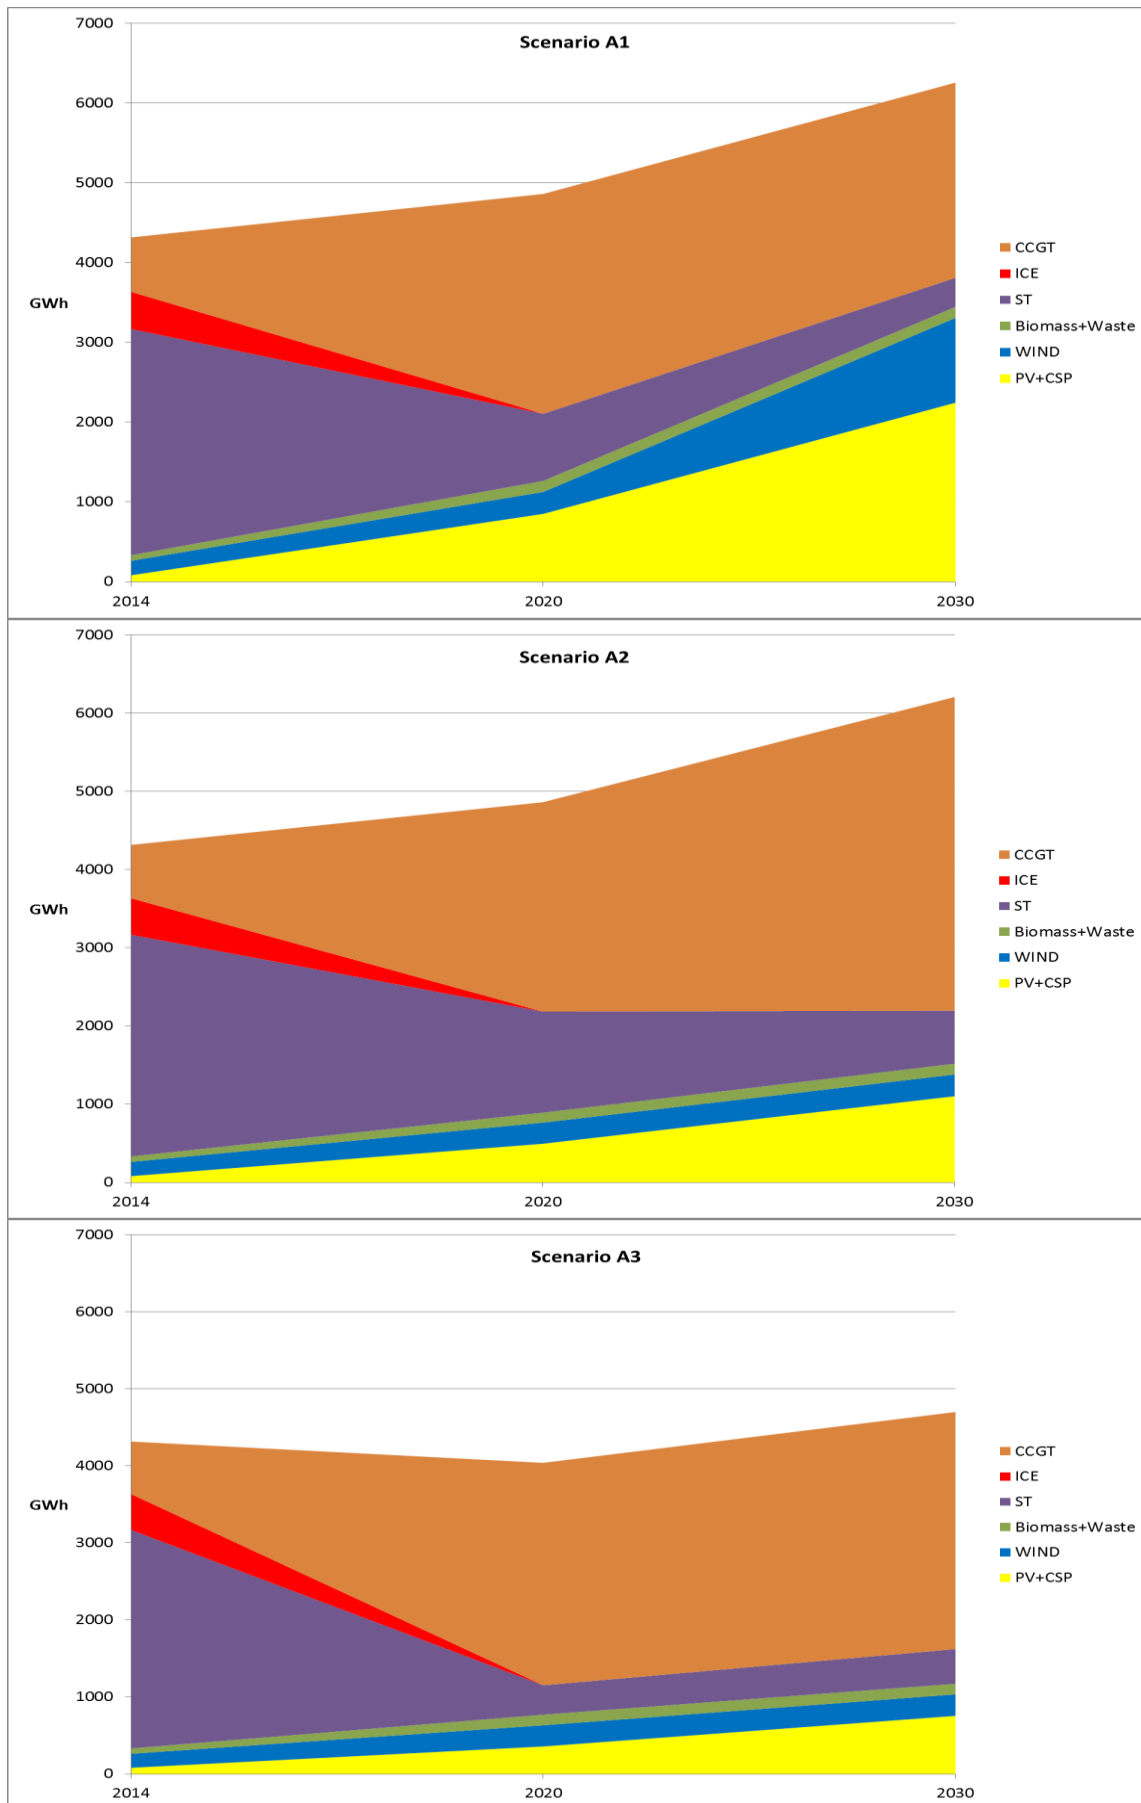 Scenario A1
7000
6000
5000
4000
GWh
3000
2000
1000
0
2014
2020
2030
CCGT
ICE
ST
Biomass+Waste
WIND
PV+CSP
Scenario A2
7000
6000
5000
4000
GWh
3000
2000
1000
0
2014
2020
2030
CCGT
ICE
ST
Biomass+Waste
WIND
PV+CSP
Scenario A3
7000
6000
5000
4000
GWh
3000
2000
1000
0
2014
2020
2030
CCGT
ICE
ST
Biomass+Waste
WIND
PV+CSP